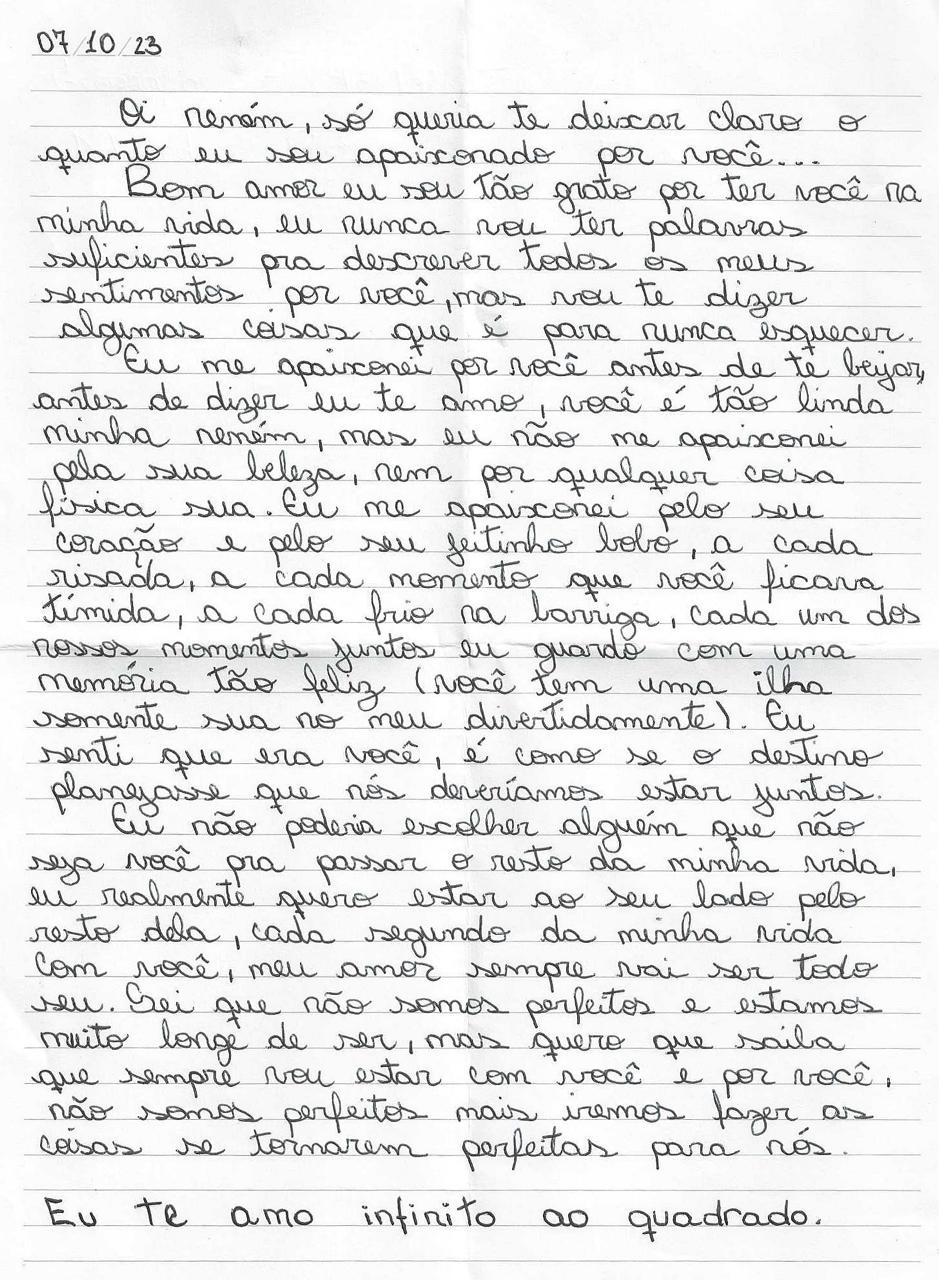 07/10/23
Oi neném, só queria te deixar claro o
quanto eu sou apaixonado por você...
Bom amor eu sou tão grato por ter você na
minha vida, eu nunca vou ter palavras
suficientes pra descrever todos os meus
sentimentos por você, mas vou te dizer
algumas coisas que é para nunca esquecer.
Eu me apaixonei por você antes de te beijar,
antes de dizer eu te amo, você é tão linda
minha neném, mas eu não me apaixonei
pela sua beleza, nem por qualquer coisa
física sua. Eu me apaixonei pelo seu
coração e pelo seu jeitinho bobo, a cada
risada, a cada momento que você ficava
tímida, a cada frio na barriga, cada um dos
nossos momentos juntos eu guardo com uma
memória tão feliz (você tem uma ilha
somente sua no meu divertidamente). Eu
senti que era você, é como se o destino
planejasse que nós deveríamos estar juntos.
Eu não poderia escolher alguém que não
seja você pra passar o resto da minha vida,
eu realmente quero estar ao seu lado pelo
resto dela, cada segundo da minha vida
com você, meu amor sempre vai ser todo
seu. Sei que não somos perfeitos e estamos
muito longe de ser, mas quero que saiba
que sempre vou estar com você e por você,
não somos perfeitos mais iremos fazer as
coisas se tornarem perfeitas para nós.
Eu te amo infinito ao quadrado.